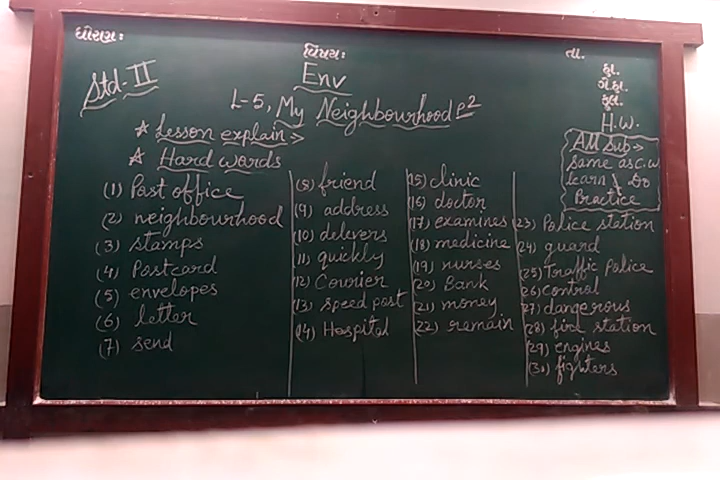 ધોરણ:
વિષય:
તા.
Std-II
Env
હા.
ગે.હા.
કુલ.
L-5, My Neighbourhood P2
H.W.
* Lesson explain >
* Hard words
All Sub >
Same as C.W
learn & Do
Practice
(1) Post office
(2) neighbourhood
(3) stamps
(4) Postcard
(5) envelopes
(6) letter
(7) send
(8) friend
(9) address
(10) delivers
(11) quickly
(12) Courier
(13) speed post
(14) Hospital
(15) clinic
(16) doctor
(17) examines
(18) medicine
(19) nurses
(20) Bank
(21) money
(22) remain
(23) Police station
(24) guard
(25) Traffic Police
(26) control
(27) dangerous
(28) fire station
(29) engines
(30) fighters